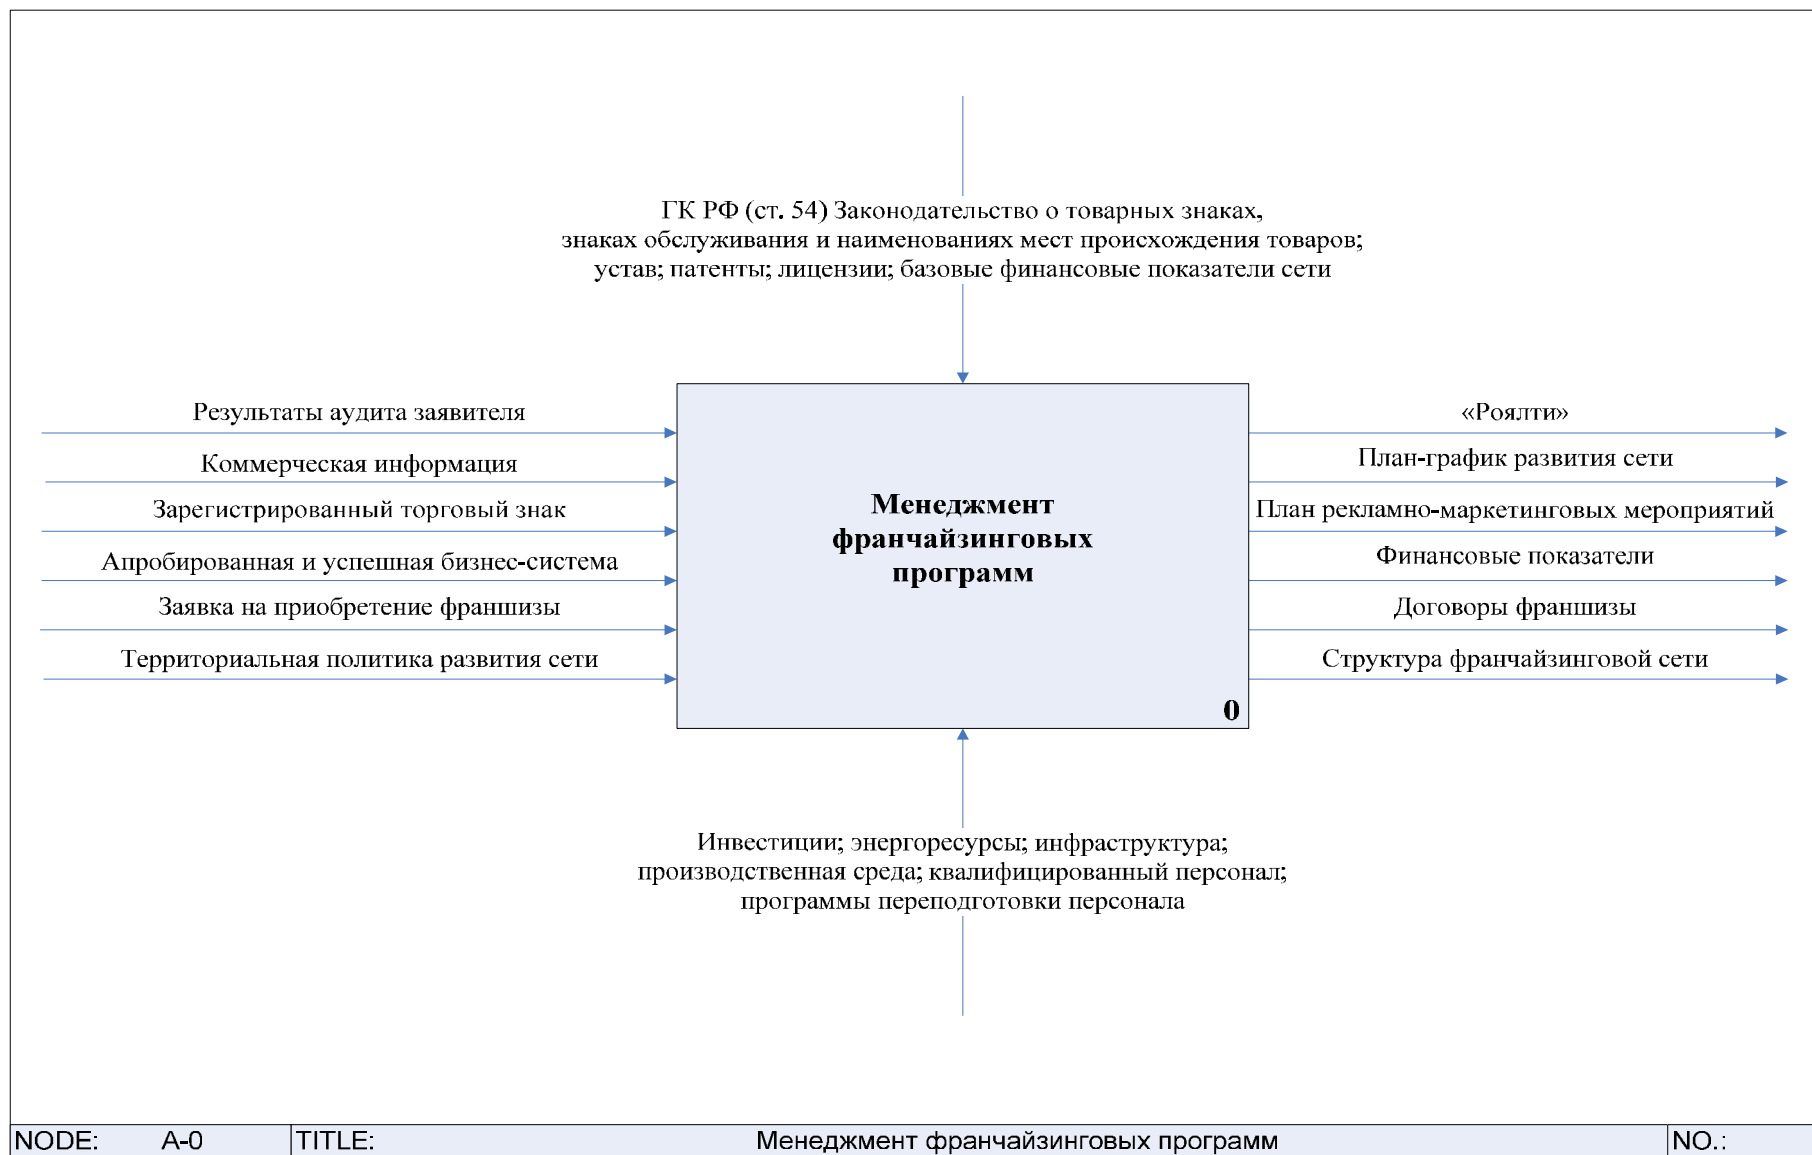 ГК РФ (ст. 54) Законодательство о товарных знаках,
знаках обслуживания и наименованиях мест происхождения товаров;
устав; патенты; лицензии; базовые финансовые показатели сети
Результаты аудита заявителя
Коммерческая информация
Зарегистрированный торговый знак
Апробированная и успешная бизнес-система
Заявка на приобретение франшизы
Территориальная политика развития сети
Менеджмент
франчайзинговых
программ
0
«Роялти»
План-график развития сети
План рекламно-маркетинговых мероприятий
Финансовые показатели
Договоры франшизы
Структура франчайзинговой сети
Инвестиции; энергоресурсы; инфраструктура;
производственная среда; квалифицированный персонал;
программы переподготовки персонала
NODE: A-0 TITLE: Менеджмент франчайзинговых программ NO.: